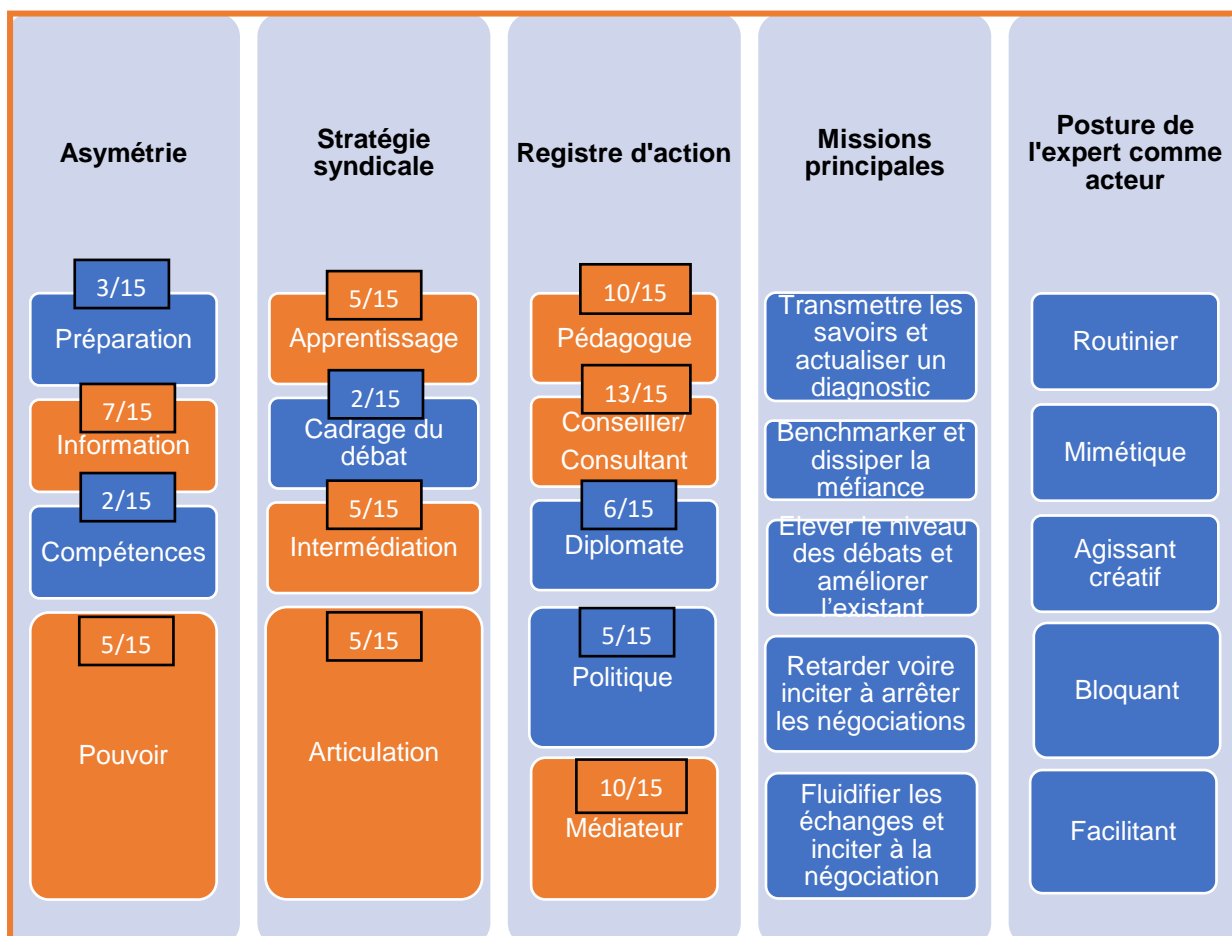 Asymétrie
3/15
Préparation
7/15
Information
2/15
Compétences
5/15
Pouvoir
Stratégie
syndicale
5/15
Apprentissage
2/15
Cadrage du
débat
5/15
Intermédiation
5/15
Articulation
Registre d'action
10/15
Pédagogue
13/15
Conseiller/
Consultant
6/15
Diplomate
5/15
Politique
10/15
Médiateur
Missions
principales
Transmettre les
savoirs et
actualiser un
diagnostic
Benchmarker et
dissiper la
méfiance
Elever le niveau
des débats et
améliorer
l’existant
Retarder voire
inciter à arrêter
les négociations
Fluidifier les
échanges et
inciter à la
négociation
Posture de
l'expert comme
acteur
Routinier
Mimétique
Agissant
créatif
Bloquant
Facilitant